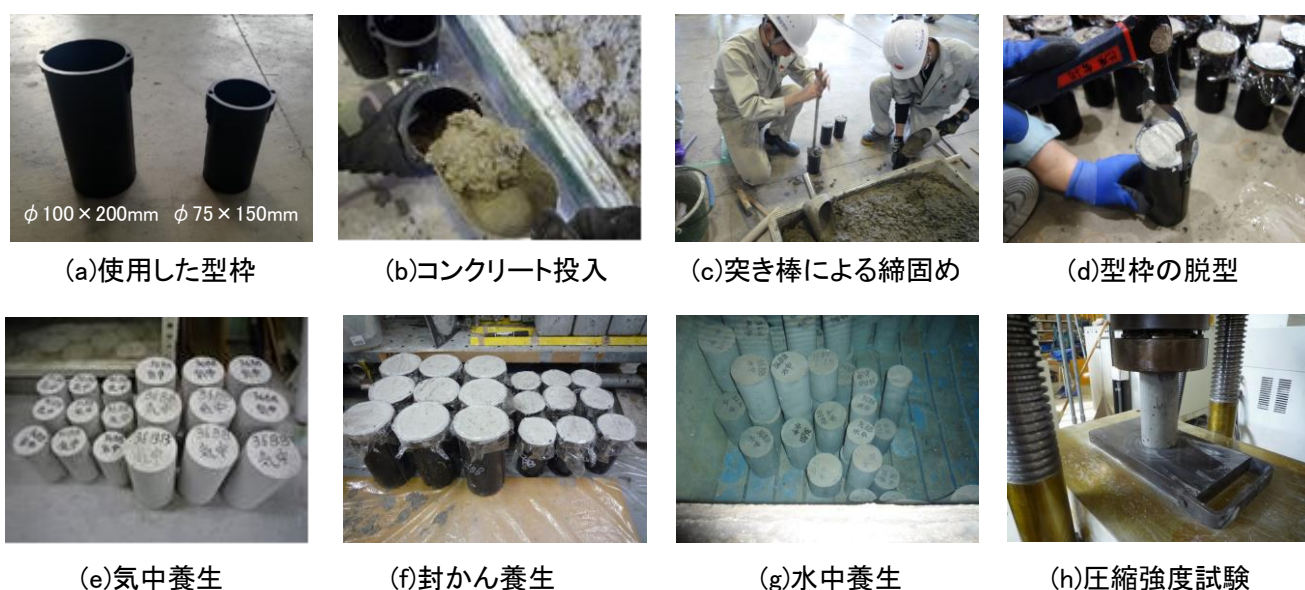 φ100×200mm φ75×150mm
(a)使用した型枠
(b)コンクリート投入
(c)突き棒による締固め
(d)型枠の脱型
(e)気中養生
(f)封かん養生
(g)水中養生
(h)圧縮強度試験